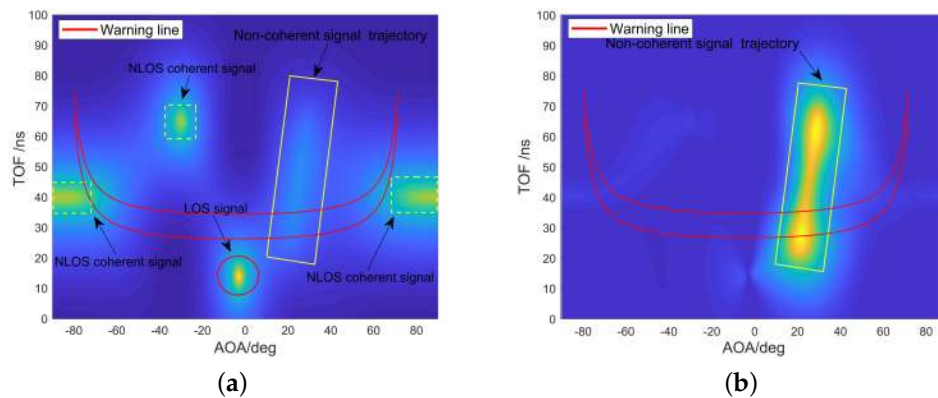 Warning line
Non-coherent signal trajectory
NLOS coherent signal
LOS signal
NLOS coherent signal
NLOS coherent signal
100
90
80
70
60
50
40
30
20
10
0
TOF /ns
-80 -60 -40 -20 0 20 40 60 80
AOA/deg
(a)
Warning line
Non-coherent signal trajectory
100
90
80
70
60
50
40
30
20
10
0
TOF /ns
-80 -60 -40 -20 0 20 40 60 80
AOA/deg
(b)